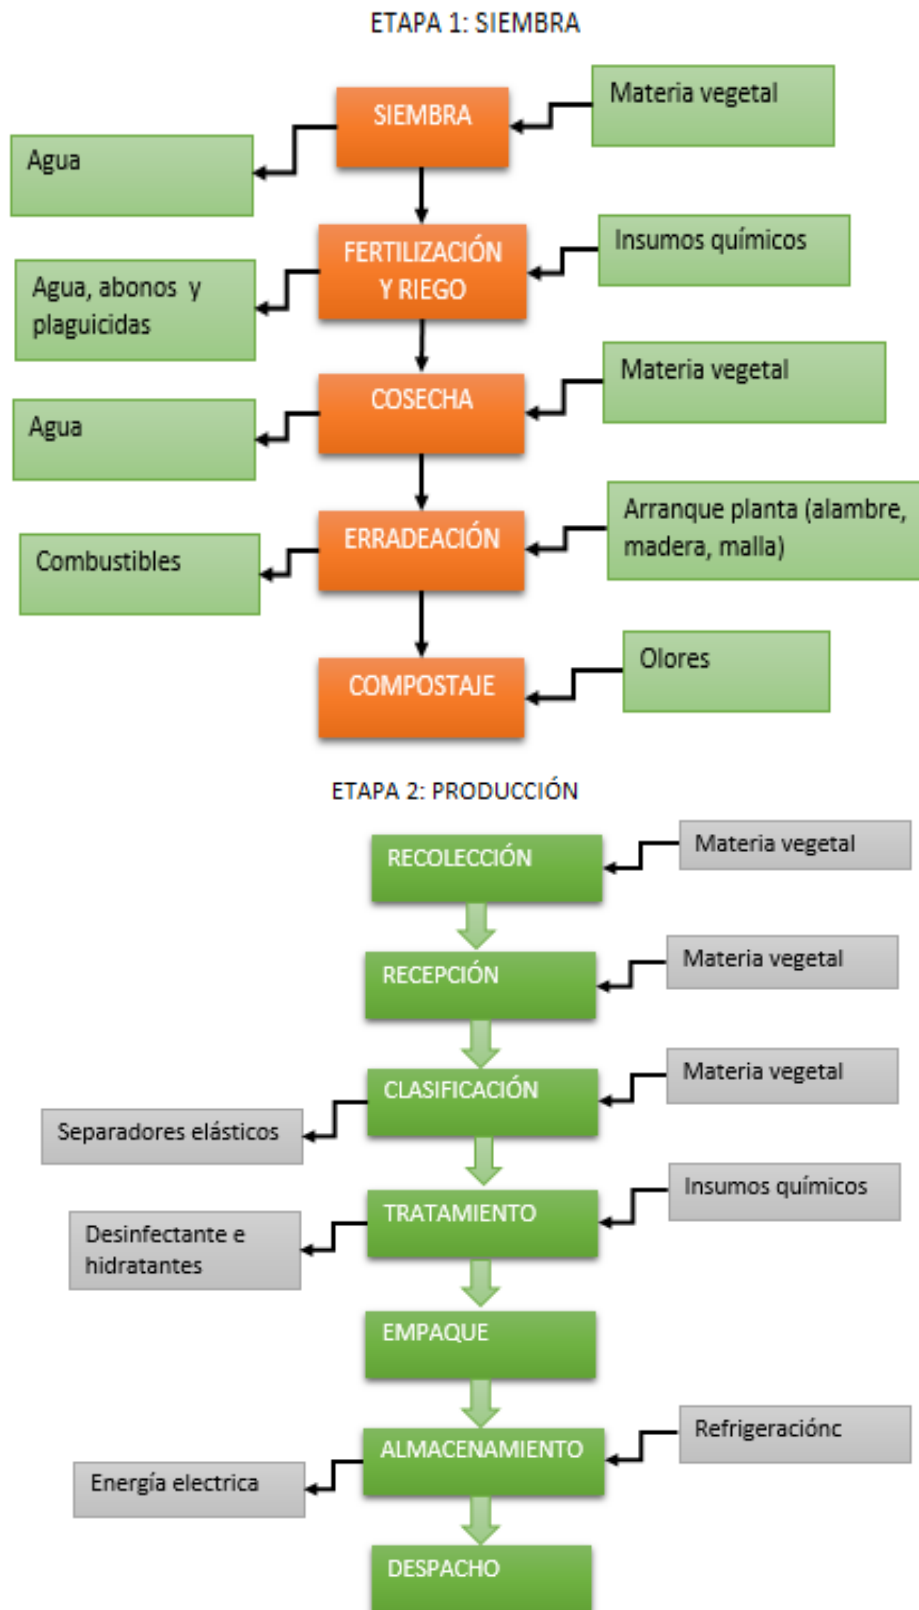 ETAPA 1: SIEMBRA
SIEMBRA
Materia vegetal
Agua
FERTILIZACIÓN
Y RIEGO
Insumos químicos
Agua, abonos y
plaguicidas
COSECHA
Materia vegetal
Agua
ERRADEACIÓN
Arranque planta (alambre,
madera, malla)
Combustibles
COMPOSTAJE
Olores
ETAPA 2: PRODUCCIÓN
RECOLECCIÓN
Materia vegetal
RECEPCIÓN
Materia vegetal
CLASIFICACIÓN
Materia vegetal
Separadores elásticos
TRATAMIENTO
Insumos químicos
Desinfectante e
hidratantes
EMPAQUE
ALMACENAMIENTO
Refrigeraciónc
Energía electrica
DESPACHO